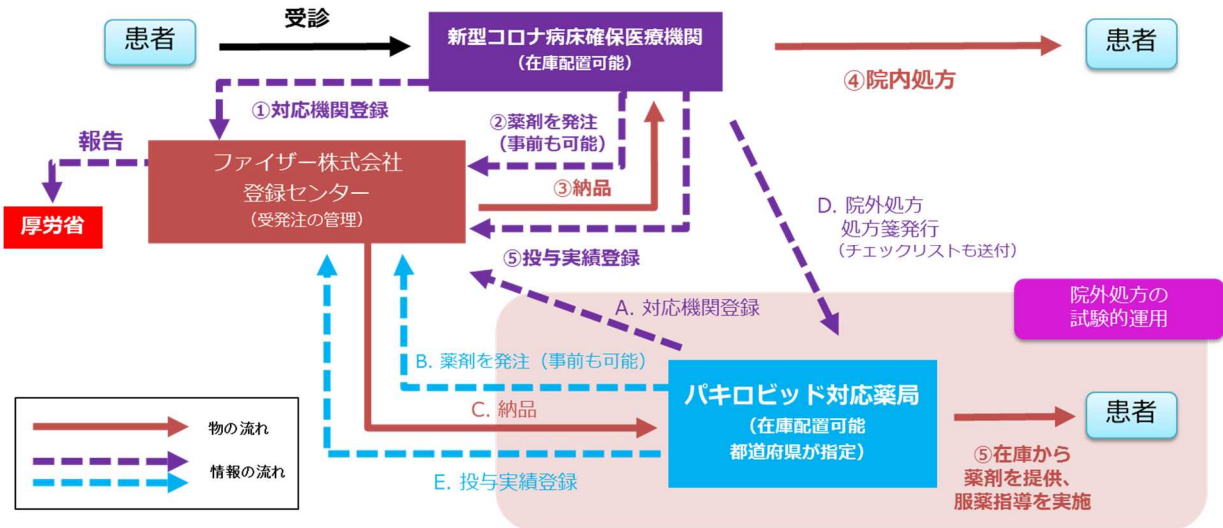 患者
受診
新型コロナ病床確保医療機関
(在庫配置可能)
④院内処方
患者
①対応機関登録
②薬剤を発注
(事前も可能)
報告
ファイザー株式会社
登録センター
(受発注の管理)
③納品
厚労省
⑤投与実績登録
D. 院外処方
処方箋発行
(チェックリストも送付)
A. 対応機関登録
院外処方の
試験的運用
B. 薬剤を発注(事前も可能)
C. 納品
パキロビッド対応薬局
(在庫配置可能
都道府県が指定)
患者
⑤在庫から
薬剤を提供、
服薬指導を実施
E. 投与実績登録
物の流れ
情報の流れ